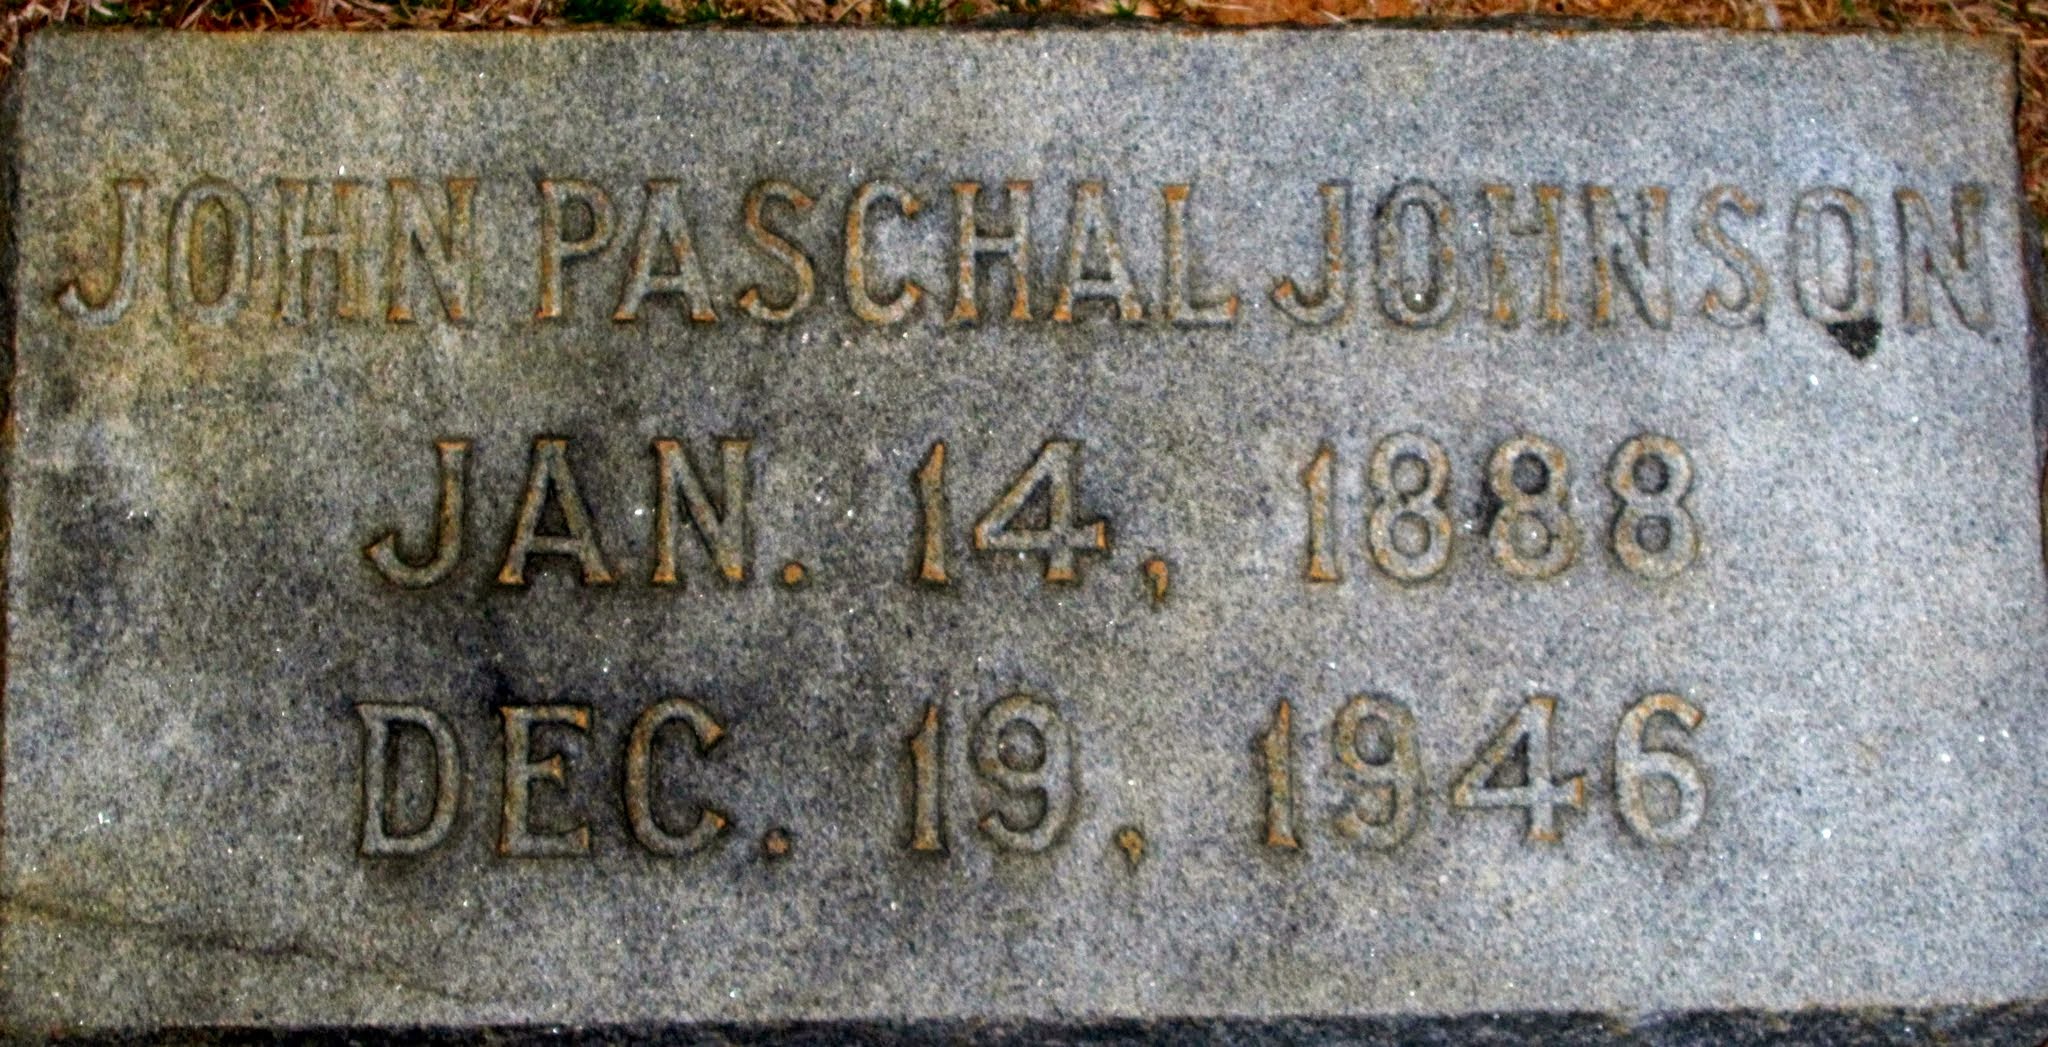 JOHN PASCHAL JOHNSON
JAN. 14, 1888
DEC. 19, 1946